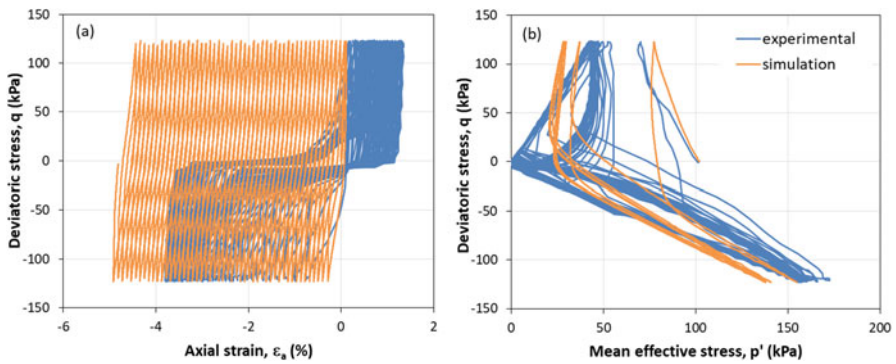 (a)
150
100
50
0
-50
-100
-150
Deviatoric stress, q (kPa)
-6 -4 -2 0 2
Axial strain, εa (%)
(b)
experimental
simulation
150
100
50
0
-50
-100
-150
Deviatoric stress, q (kPa)
0 50 100 150 200
Mean effective stress, p' (kPa)